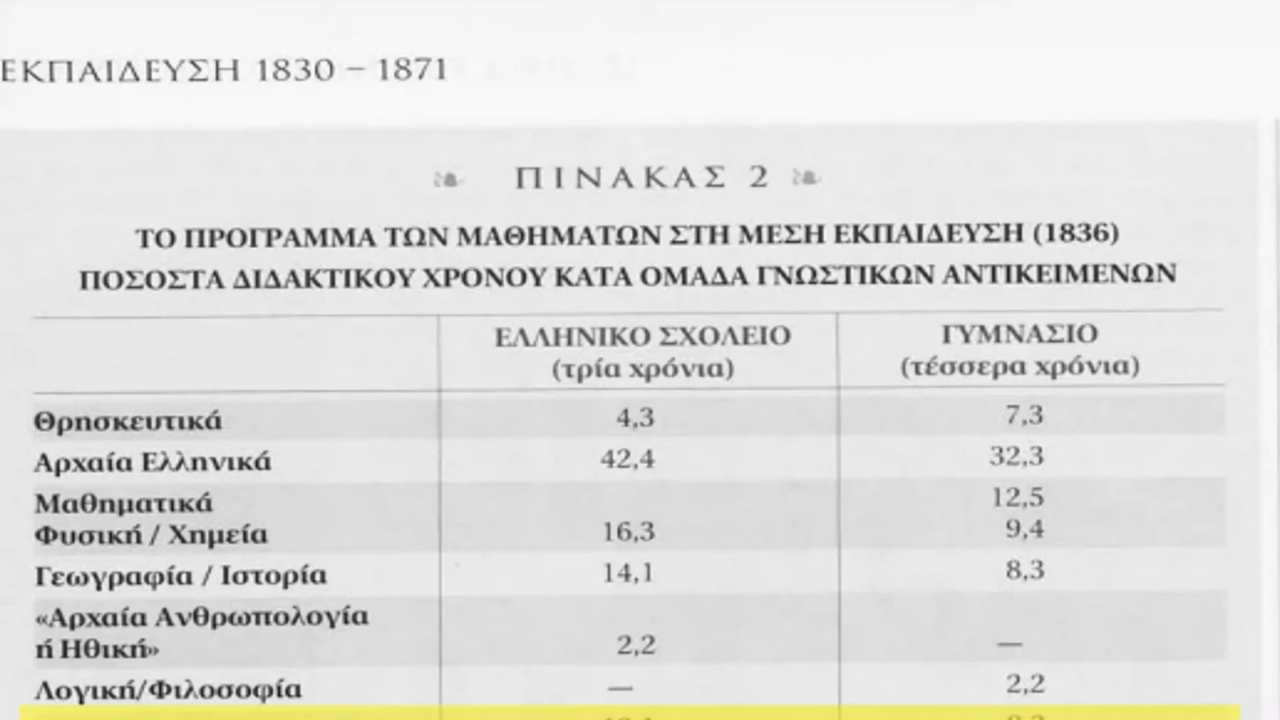 ΕΚΠΑΙΔΕΥΣΗ 1830 – 1871
ΠΙΝΑΚΑΣ 2
ΤΟ ΠΡΟΓΡΑΜΜΑ ΤΩΝ ΜΑΘΗΜΑΤΩΝ ΣΤΗ ΜΕΣΗ ΕΚΠΑΙΔΕΥΣΗ (1836)
ΠΟΣΟΣΤΑ ΔΙΔΑΚΤΙΚΟΥ ΧΡΟΝΟΥ ΚΑΤΑ ΟΜΑΔΑ ΓΝΩΣΤΙΚΩΝ ΑΝΤΙΚΕΙΜΕΝΩΝ
ΕΛΛΗΝΙΚΟ ΣΧΟΛΕΙΟ ΓΥΜΝΑΣΙΟ
(τρία χρόνια) (τέσσερα χρόνια)
Θρησκευτικά 4,3 7,3
Αρχαία Ελληνικά 42,4 32,3
Μαθηματικά 12,5
Φυσική / Χημεία 16,3 9,4
Γεωγραφία / Ιστορία 14,1 8,3
«Αρχαία Ανθρωπολογία
ή Ηθική» 2,2 —
Λογική/Φιλοσοφία — 2,2